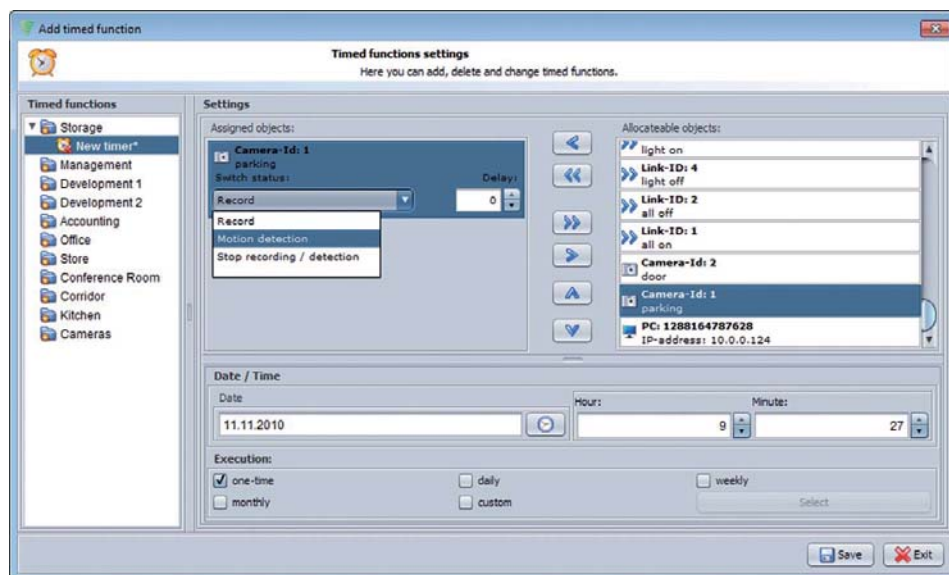 Add timed function
Timed functions settings
Here you can add, delete and change timed functions.
Timed functions
Storage
New timer*
Management
Development 1
Development 2
Accounting
Office
Store
Conference Room
Corridor
Kitchen
Cameras
Settings
Assigned objects:
Camera-Id: 1
parking
Switch status: Delay:
Record 0
Record
Motion detection
Stop recording / detection
Allocateable objects:
light on
Link-ID: 4
light off
Link-ID: 2
all off
Link-ID: 1
all on
Camera-Id: 2
door
Camera-Id: 1
parking
PC: 1288164787628
IP-address: 10.0.0.124
Date / Time
Date Hour: Minute:
11.11.2010 9 27
Execution:
one-time daily weekly
monthly custom Select
Save Exit